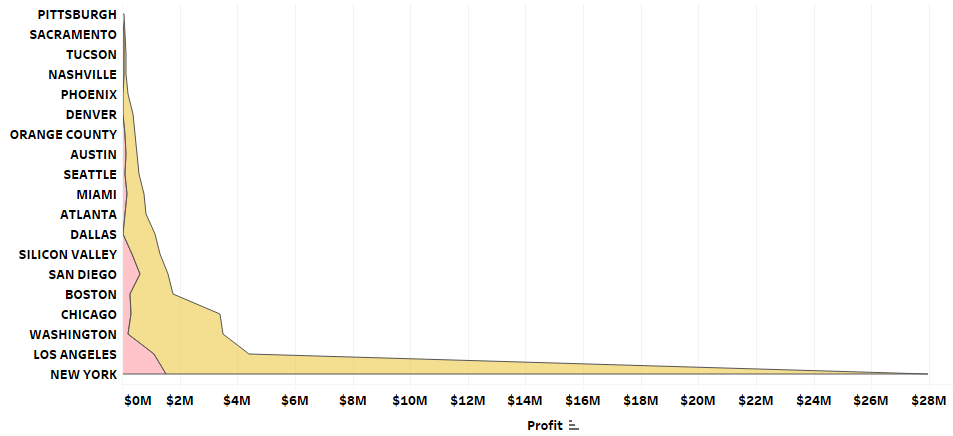 PITTSBURGH
SACRAMENTO
TUCSON
NASHVILLE
PHOENIX
DENVER
ORANGE COUNTY
AUSTIN
SEATTLE
MIAMI
ATLANTA
DALLAS
SILICON VALLEY
SAN DIEGO
BOSTON
CHICAGO
WASHINGTON
LOS ANGELES
NEW YORK
$0M $2M $4M $6M $8M $10M $12M $14M $16M $18M $20M $22M $24M $26M $28M
Profit